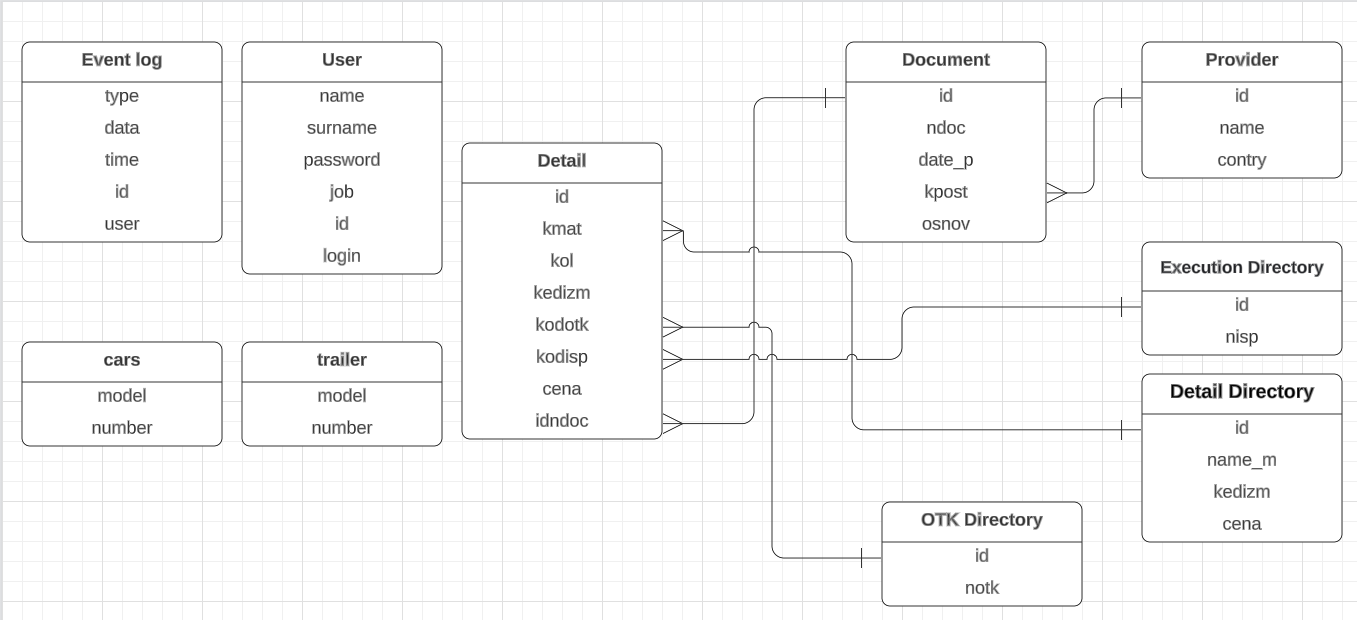 Event log
type
data
time
id
user
User
name
surname
password
job
id
login
cars
model
number
trailer
model
number
Detail
id
kmat
kol
kedizm
kodotk
kodisp
cena
idndoc
Document
id
ndoc
date_p
kpost
osnov
Provider
id
name
contry
Execution Directory
id
nisp
Detail Directory
id
name_m
kedizm
cena
OTK Directory
id
notk